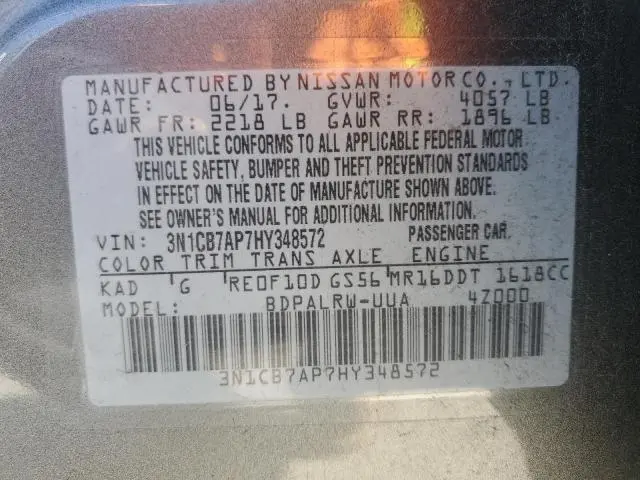 MANUFACTURED BY NISSAN MOTOR CO., LTD.
DATE: 06/17. GVWR: 4057 LB
GAWR FR: 2218 LB GAWR RR: 1896 LB
THIS VEHICLE CONFORMS TO ALL APPLICABLE FEDERAL MOTOR
VEHICLE SAFETY, BUMPER AND THEFT PREVENTION STANDARDS
IN EFFECT ON THE DATE OF MANUFACTURE SHOWN ABOVE.
SEE OWNER'S MANUAL FOR ADDITIONAL INFORMATION
VIN: 3N1CB7AP7HY348572 PASSENGER CAR.
COLOR TRIM TRANS AXLE ENGINE
KAD G RE0F10D GS56 MR16DDT 1618CC
MODEL: BDPALRW-UUA 4Z000
3N1CB7AP7HY348572